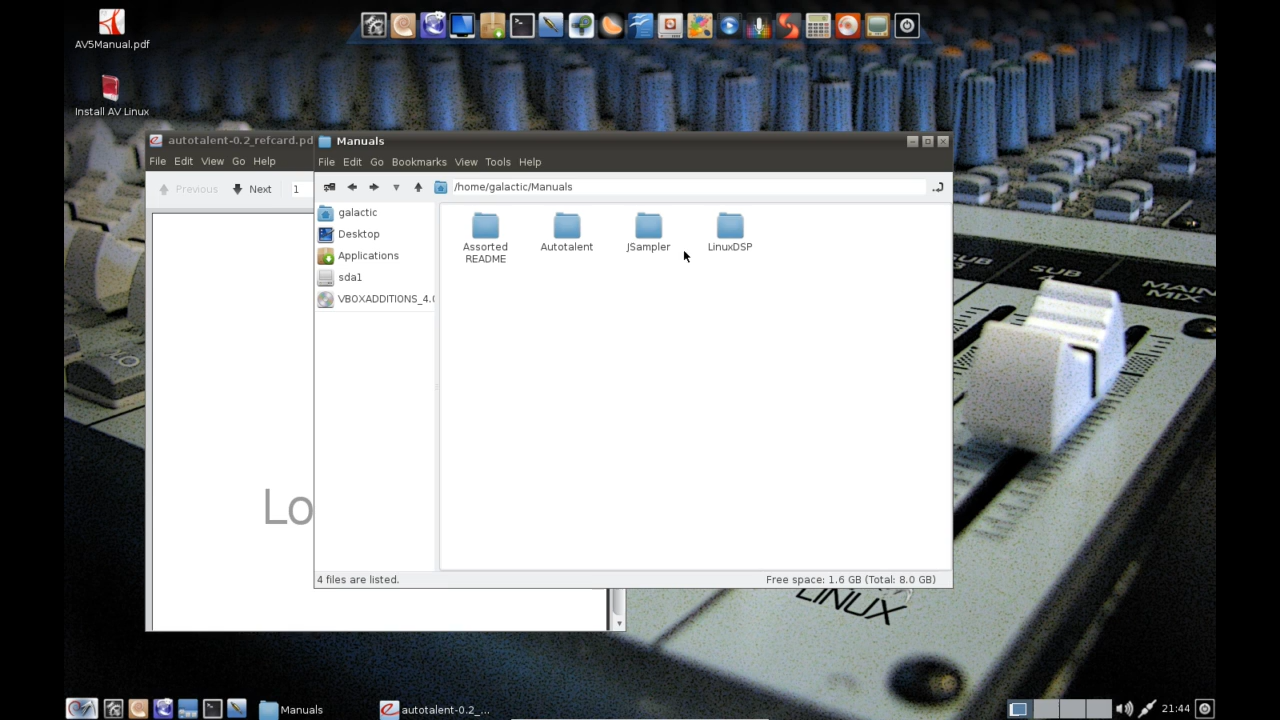 AV5Manual.pdf
Install AV Linux
autotalent-0.2_refcard.pd
File Edit View Go Help
Previous Next 1
Lo
Manuals
File Edit Go Bookmarks View Tools Help
/home/galactic/Manuals
galactic
Desktop
Applications
sda1
VBOXADDITIONS_4.0
Assorted README
Autotalent
JSampler
LinuxDSP
4 files are listed.
Free space: 1.6 GB (Total: 8.0 GB)
SUB
4
MAIN
MIX
LINUX
Manuals
autotalent-0.2_...
21:44